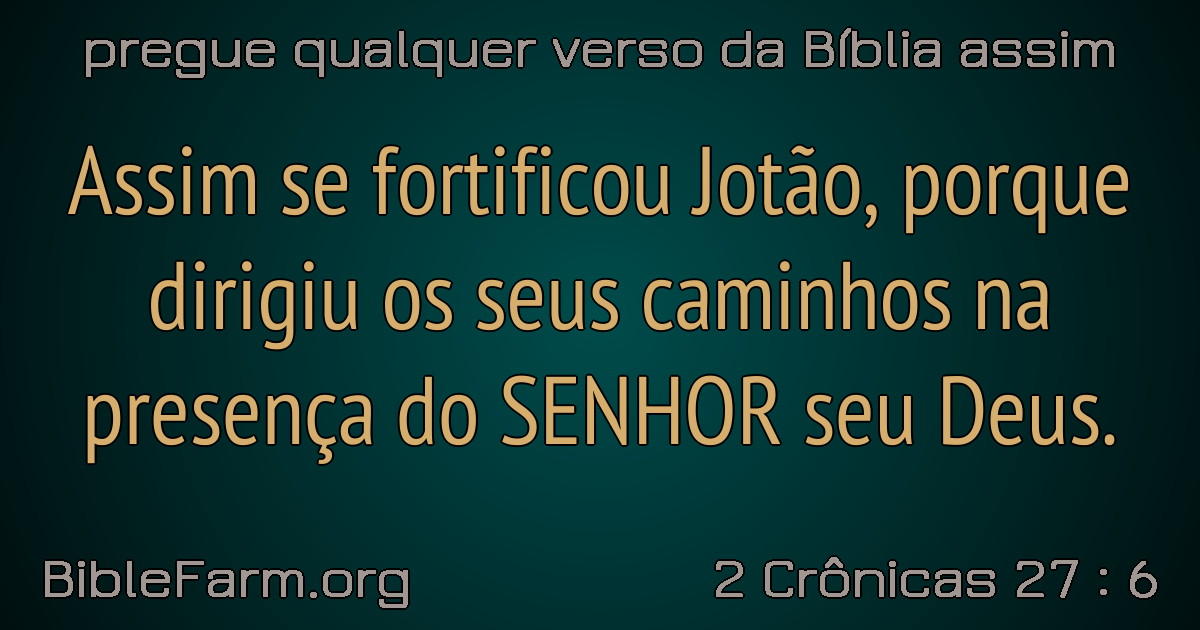 pregue qualquer verso da Bíblia assim
Assim se fortificou Jotão, porque
dirigiu os seus caminhos na
presença do SENHOR seu Deus.
BibleFarm.org
2 Crônicas 27 : 6